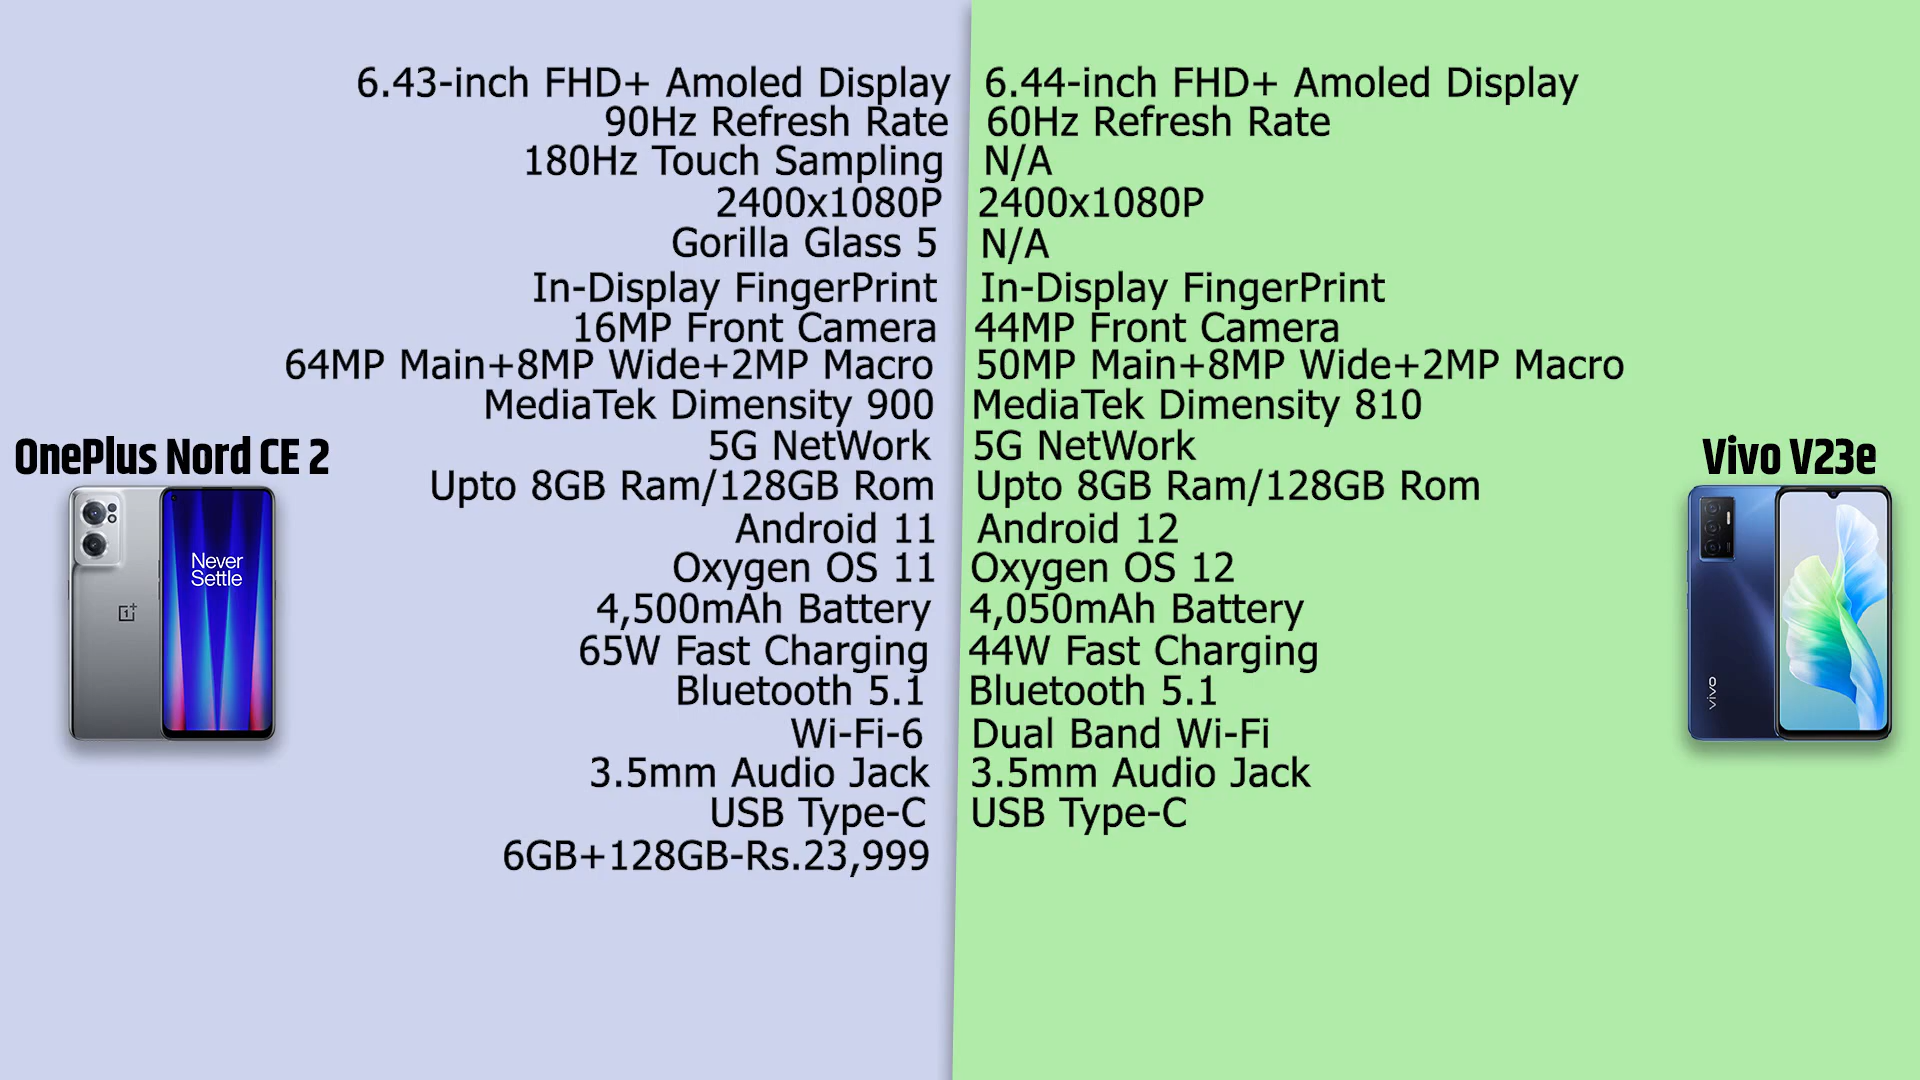 6.43-inch FHD+ Amoled Display
90Hz Refresh Rate
180Hz Touch Sampling
2400x1080P
Gorilla Glass 5
In-Display FingerPrint
16MP Front Camera
64MP Main+8MP Wide+2MP Macro
MediaTek Dimensity 900
5G NetWork
Upto 8GB Ram/128GB Rom
Android 11
Oxygen OS 11
4,500mAh Battery
65W Fast Charging
Bluetooth 5.1
Wi-Fi-6
3.5mm Audio Jack
USB Type-C
6GB+128GB-Rs.23,999
OnePlus Nord CE 2
Never
Settle
6.44-inch FHD+ Amoled Display
60Hz Refresh Rate
N/A
2400x1080P
N/A
In-Display FingerPrint
44MP Front Camera
50MP Main+8MP Wide+2MP Macro
MediaTek Dimensity 810
5G NetWork
Upto 8GB Ram/128GB Rom
Android 12
Oxygen OS 12
4,050mAh Battery
44W Fast Charging
Bluetooth 5.1
Dual Band Wi-Fi
3.5mm Audio Jack
USB Type-C
Vivo V23e
vivo